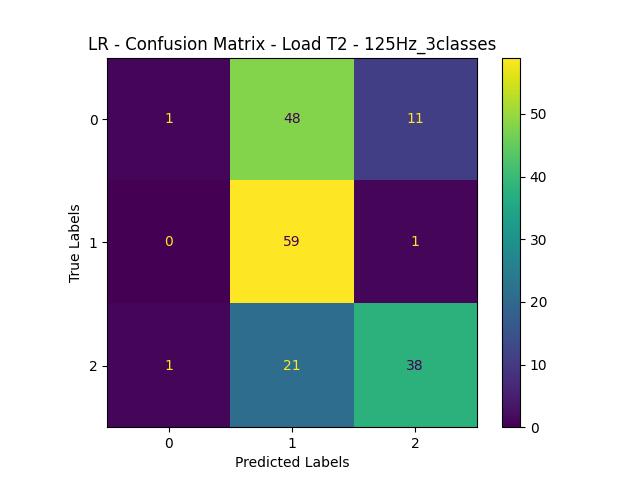 LR - Confusion Matrix - Load T2 - 125Hz_3classes
True Labels
0
1
2
1 48 11
0 59 1
1 21 38
0 1 2
Predicted Labels
50
40
30
20
10
0